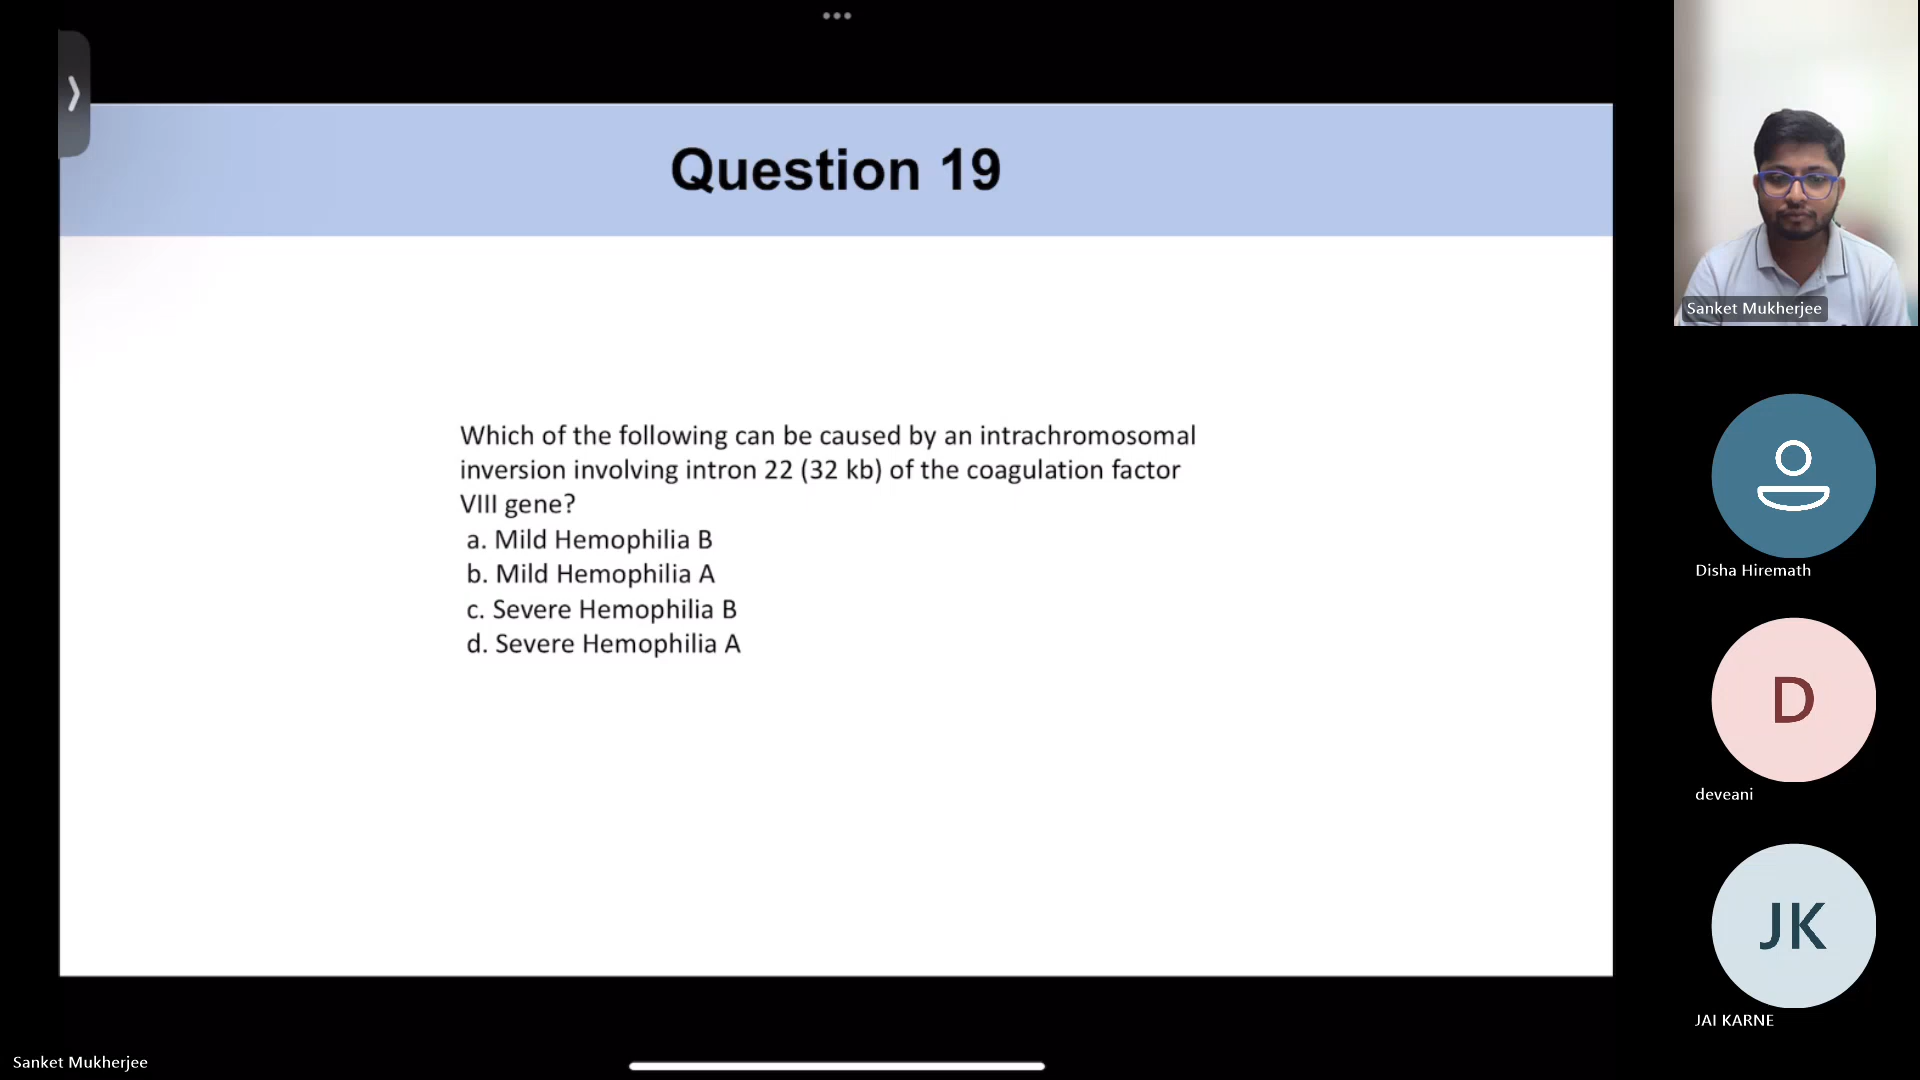 Question 19
Which of the following can be caused by an intrachromosomal
inversion involving intron 22 (32 kb) of the coagulation factor
VIII gene?
a. Mild Hemophilia B
b. Mild Hemophilia A
c. Severe Hemophilia B
d. Severe Hemophilia A
Sanket Mukherjee
Disha Hiremath
D
deveani
JK
JAI KARNE
Sanket Mukherjee